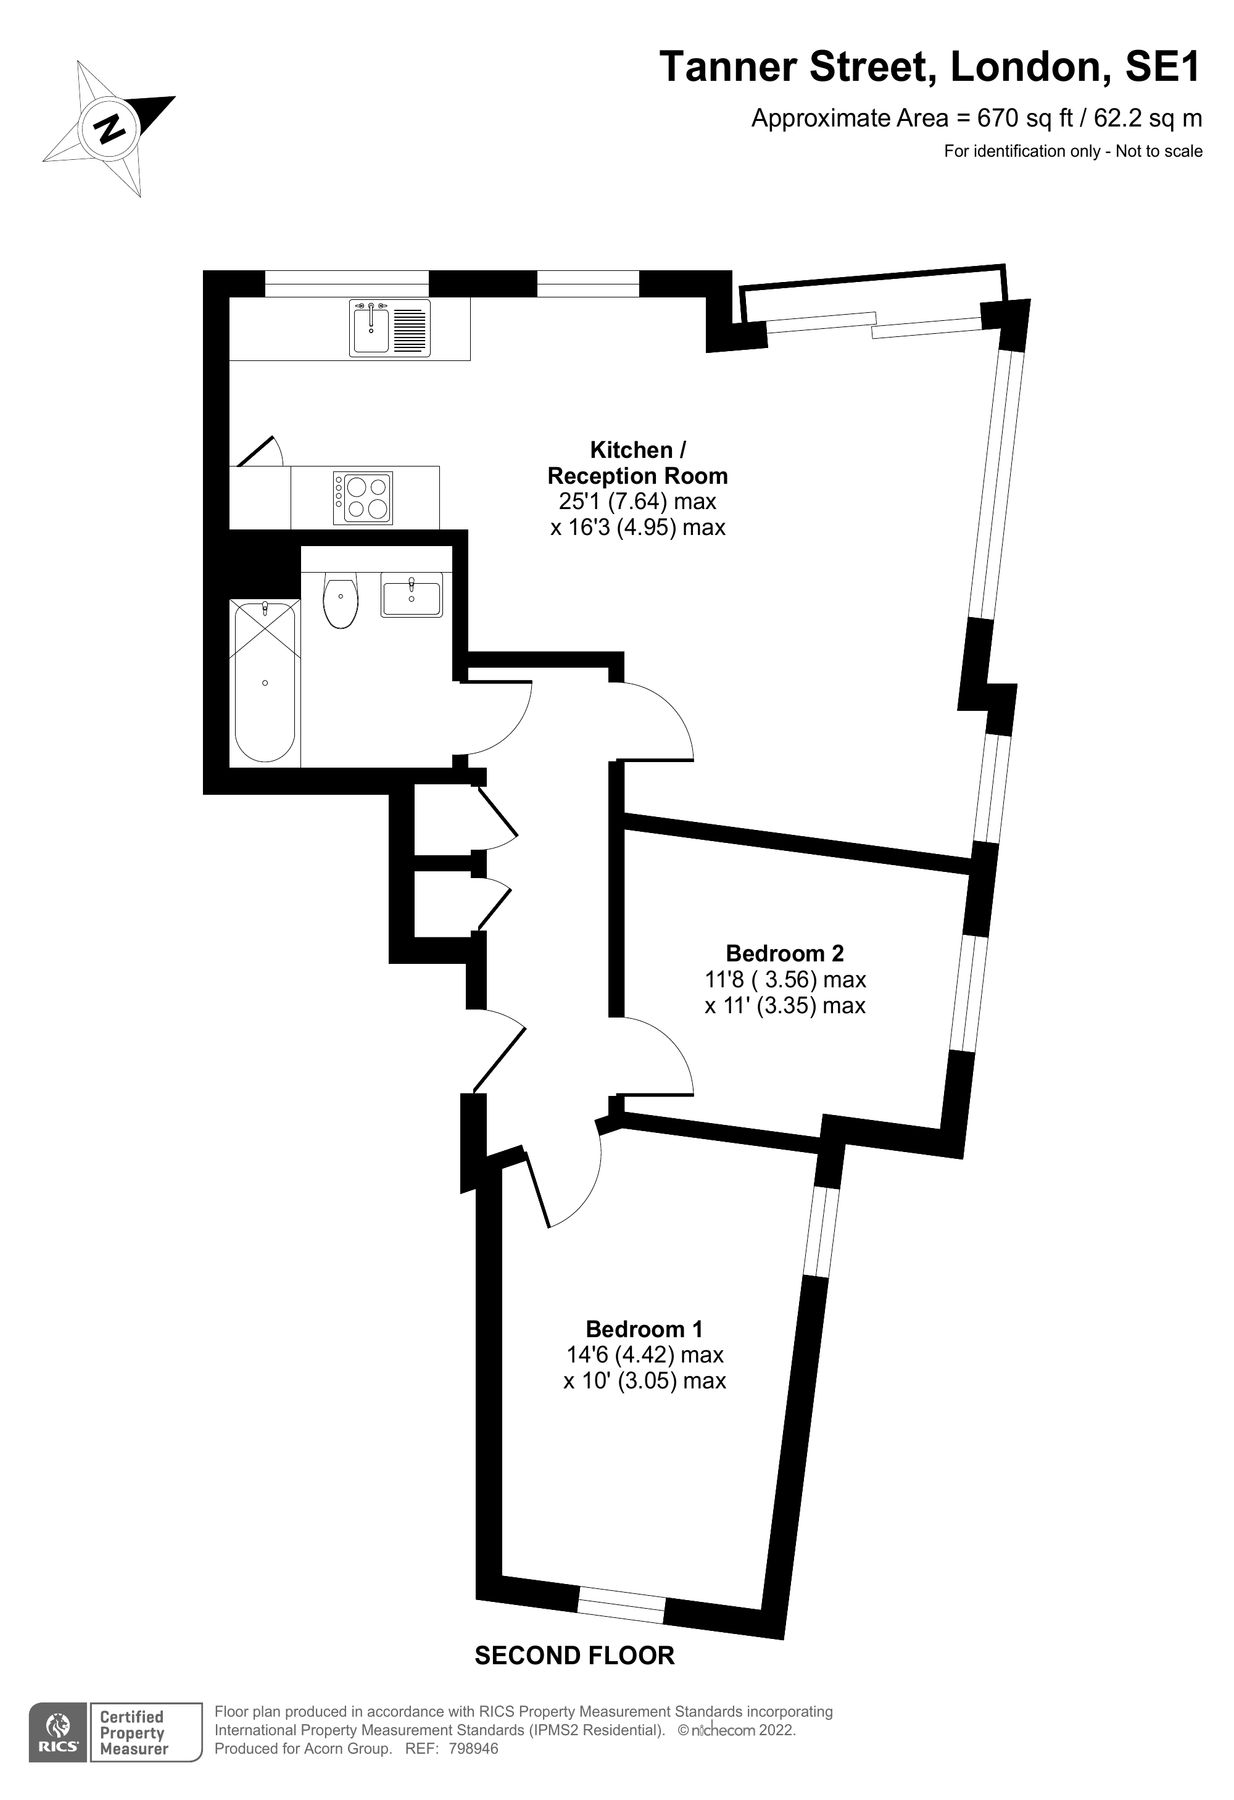 Tanner Street, London, SE1
Approximate Area = 670 sq ft / 62.2 sq m
For identification only - Not to scale
N
Kitchen /
Reception Room
25'1 (7.64) max
x 16'3 (4.95) max
Bedroom 2
11'8 ( 3.56) max
x 11' (3.35) max
Bedroom 1
14'6 (4.42) max
x 10' (3.05) max
SECOND FLOOR
RICS
Certified
Property
Measurer
Floor plan produced in accordance with RICS Property Measurement Standards incorporating
International Property Measurement Standards (IPMS2 Residential). © nichecom 2022.
Produced for Acorn Group. REF: 798946